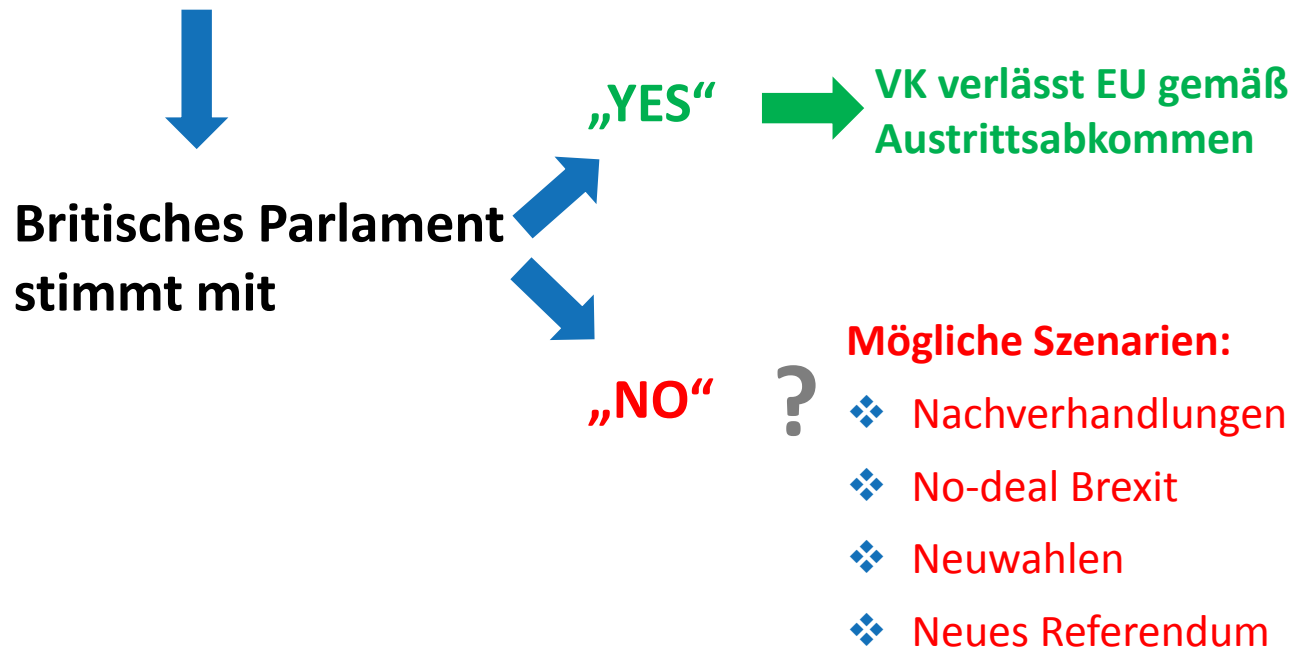 „YES“
VK verlässt EU gemäß
Austrittsabkommen
Britisches Parlament
stimmt mit
„NO“
?
Mögliche Szenarien:
❖ Nachverhandlungen
❖ No-deal Brexit
❖ Neuwahlen
❖ Neues Referendum